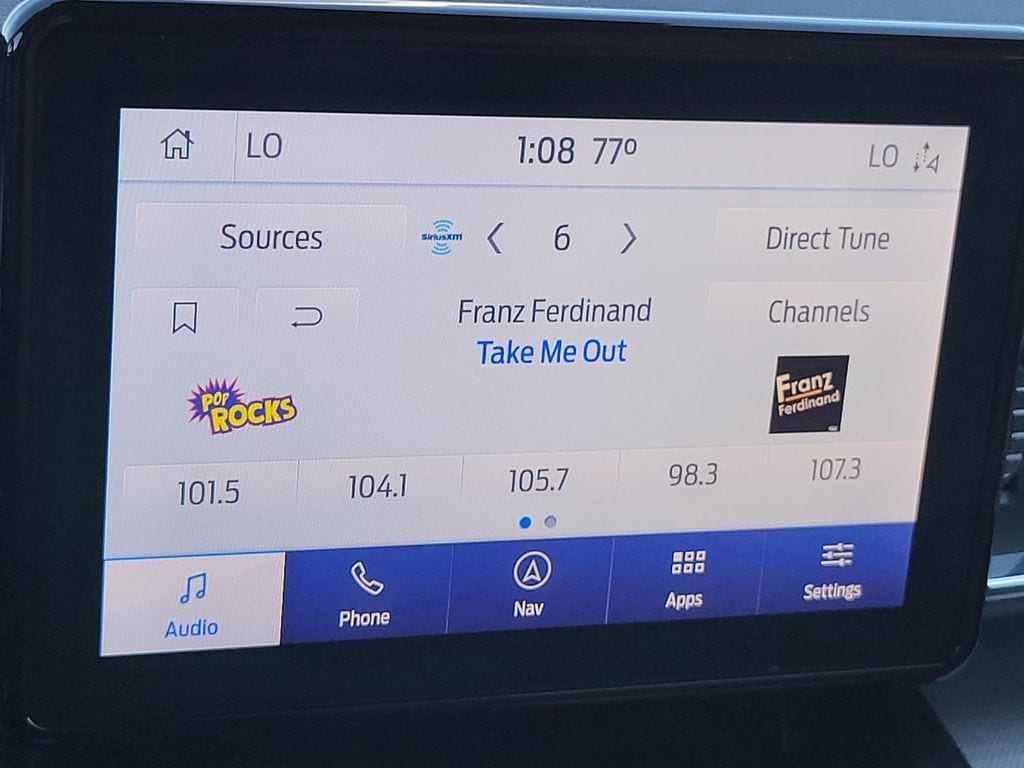 LO
1:08 77º
LO
Sources
SiriusXM
6
Direct Tune
Franz Ferdinand
Take Me Out
Channels
POP
ROCKS
Franz
Ferdinand
101.5
104.1
105.7
98.3
107.3
Audio
Phone
Nav
Apps
Settings